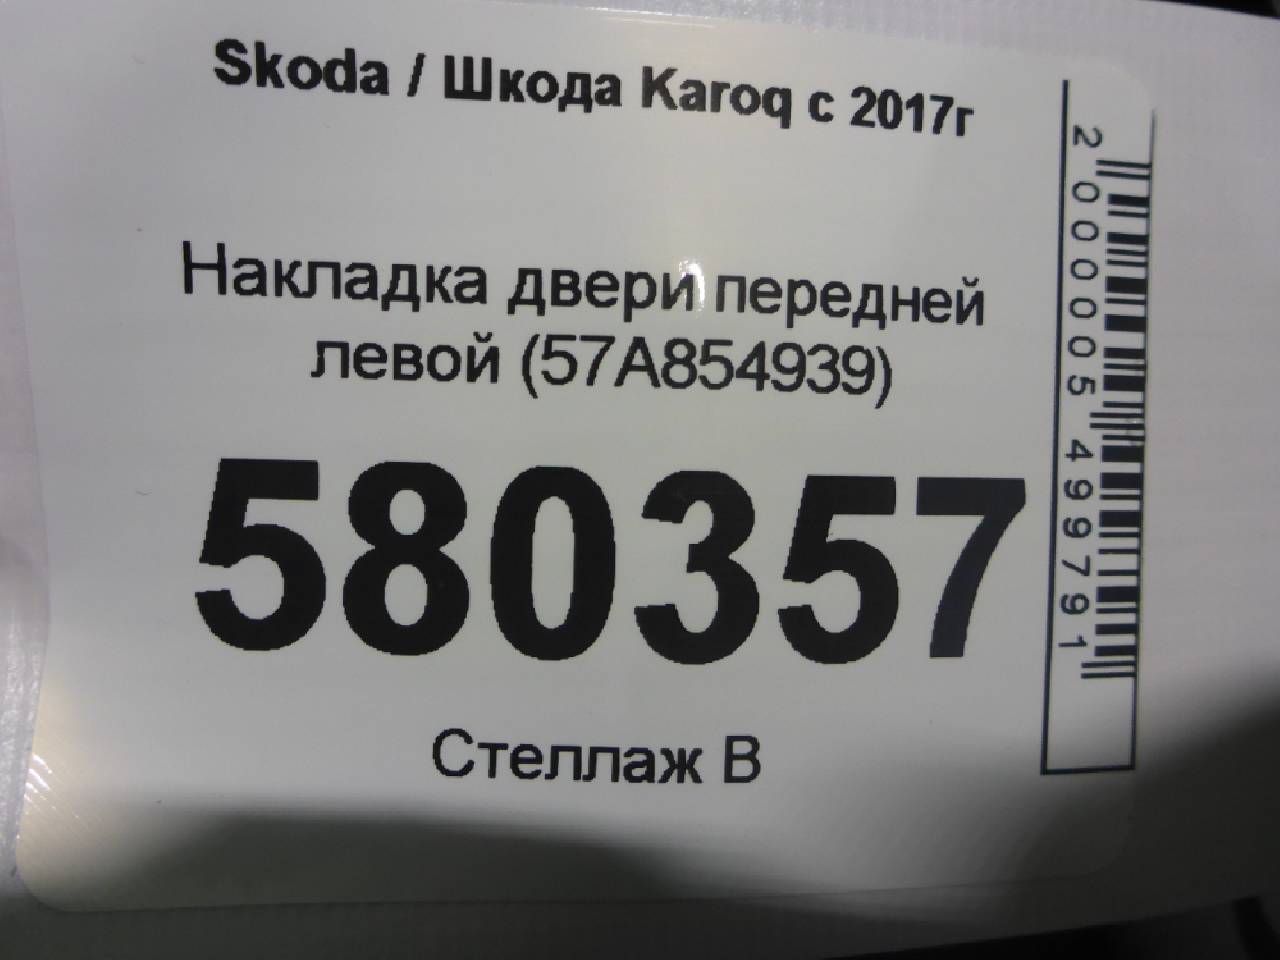 Skoda / Шкода Karoq с 2017г
Накладка двери передней
левой (57A854939)
580357
Стеллаж В
2000005499791